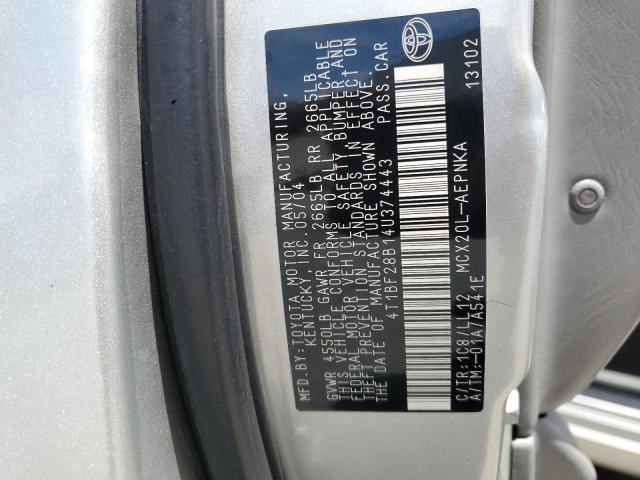 MFD.BY:TOYOTA MOTOR MANUFACTURING,
KENTUCKY, INC. 05/04
GVWR 4550LB GAWR FR 2665LB RR 2665LB
THIS VEHICLE CONFORMS TO ALL APPLICABLE
FEDERAL MOTOR VEHICLE SAFETY, BUMPER,AND
THEFT PREVENTION STANDARDS IN EFFECT ON
THE DATE OF MANUFACTURE SHOWN ABOVE.
4T1BF28B14U374443 PASS.CAR
C/TR:1C8/LL12 MCX20L-AEPNKA 13102
A/TM:-01A/A541E